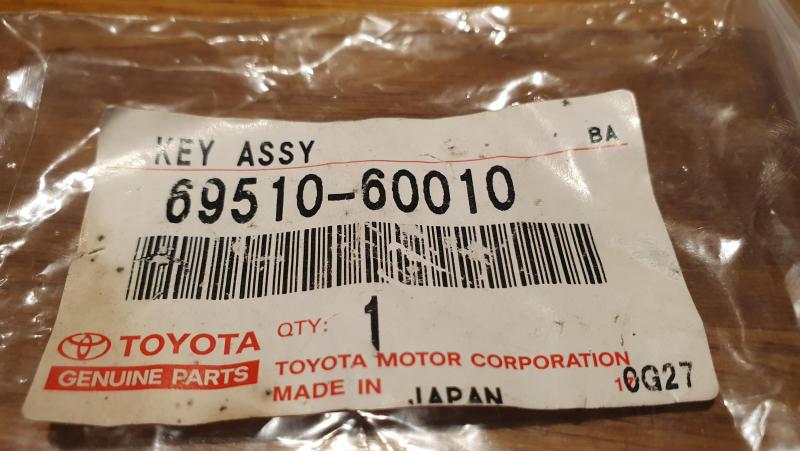 KEY ASSY BA
69510-60010
QTY: 1
TOYOTA
GENUINE PARTS
TOYOTA MOTOR CORPORATION
MADE IN JAPAN
0G27